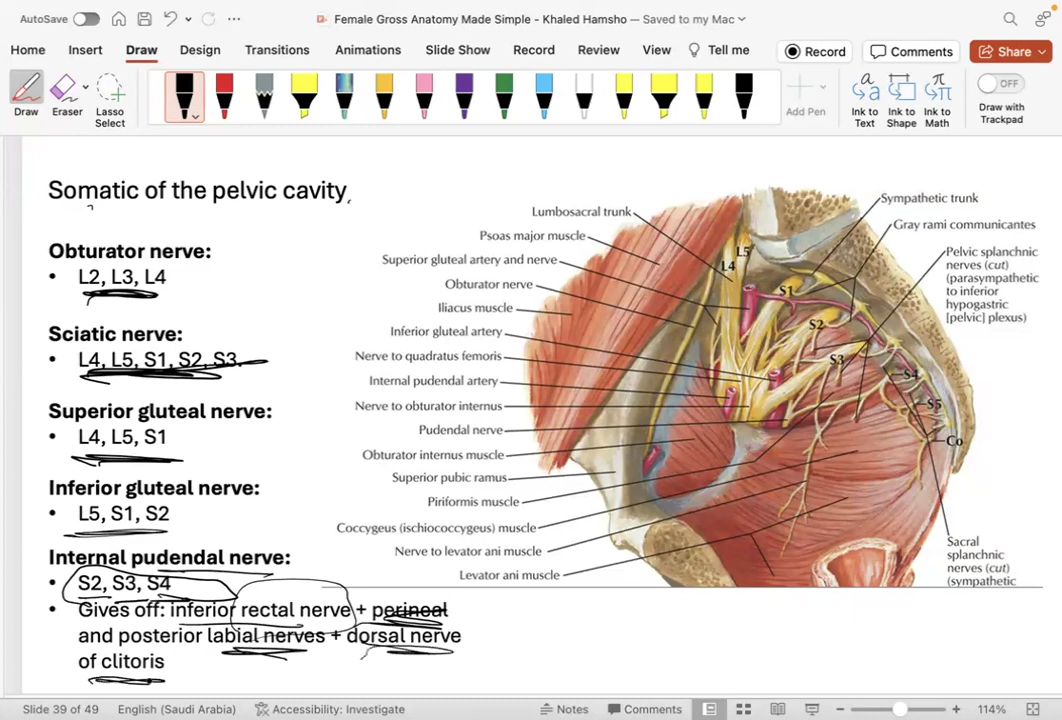 AutoSave
Female Gross Anatomy Made Simple - Khaled Hamsho — Saved to my Mac
Home Insert Draw Design Transitions Animations Slide Show Record Review View Tell me Record Comments Share
OFF
Draw Eraser Lasso Select Add Pen Ink to Text Ink to Shape Ink to Math Draw with Trackpad
Somatic of the pelvic cavity
Obturator nerve:
• L2, L3, L4
Sciatic nerve:
• L4, L5, S1, S2, S3.
Superior gluteal nerve:
• L4, L5, S1
Inferior gluteal nerve:
• L5, S1, S2
Internal pudendal nerve:
• S2, S3, S4
• Gives off: inferior rectal nerve + perineal
and posterior labial nerves + dorsal nerve
of clitoris
Lumbosacral trunk
Psoas major muscle
Superior gluteal artery and nerve
Obturator nerve
Iliacus muscle
Inferior gluteal artery
Nerve to quadratus femoris
Internal pudendal artery
Nerve to obturator internus
Pudendal nerve
Obturator internus muscle
Superior pubic ramus
Piriformis muscle
Coccygeus (ischiococcygeus) muscle
Nerve to levator ani muscle
Levator ani muscle
L5
L4
S1
S2
S3
S4
S5
Co
Sympathetic trunk
Gray rami communicantes
Pelvic splanchnic
nerves (cut)
(parasympathetic
to inferior
hypogastric
[pelvic] plexus)
Sacral
splanchnic
nerves (cut)
(sympathetic
Slide 39 of 49 English (Saudi Arabia) Accessibility: Investigate Notes Comments 114%